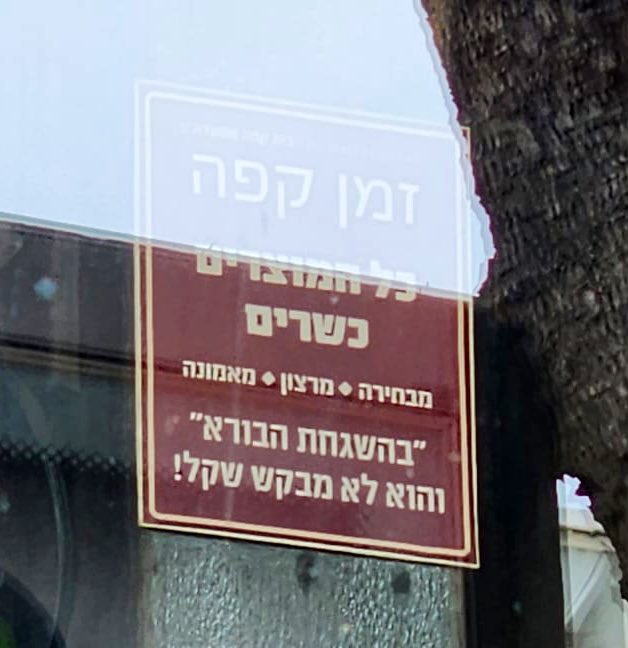 זמן קפה
כל המוצרים
כשרים
מבחירה ◆ מרצון ◆ מאמונה
"בהשגחת הבורא"
והוא לא מבקש שקל!